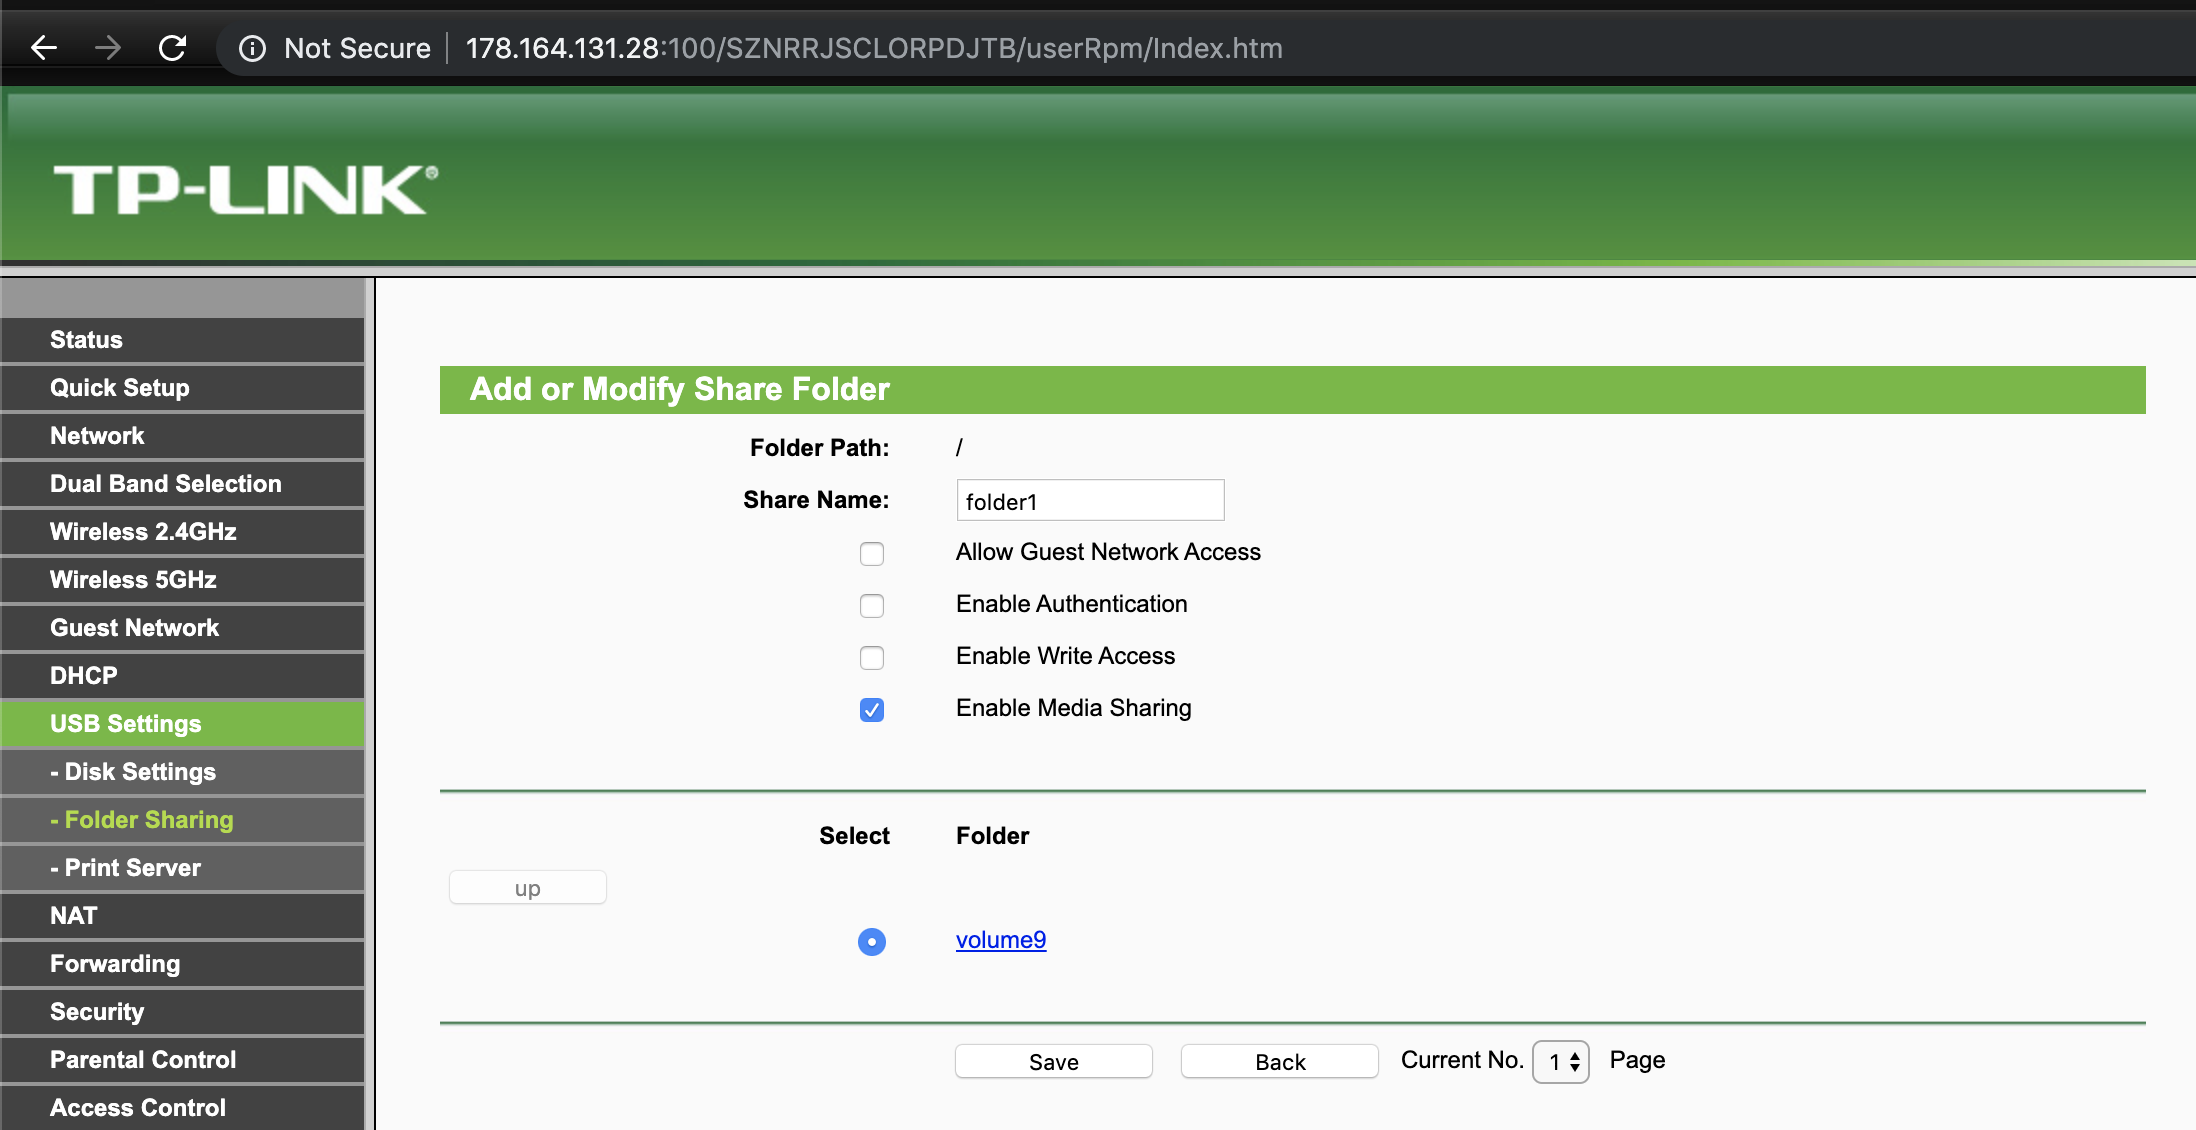 Not Secure | 178.164.131.28:100/SZNRRJSCLORPDJTB/userRpm/Index.htm
TP-LINK®
Status
Quick Setup
Network
Dual Band Selection
Wireless 2.4GHz
Wireless 5GHz
Guest Network
DHCP
USB Settings
- Disk Settings
- Folder Sharing
- Print Server
NAT
Forwarding
Security
Parental Control
Access Control
Add or Modify Share Folder
Folder Path: /
Share Name: folder1
Allow Guest Network Access
Enable Authentication
Enable Write Access
Enable Media Sharing
Select Folder
up
volume9
Save Back Current No. 1 Page